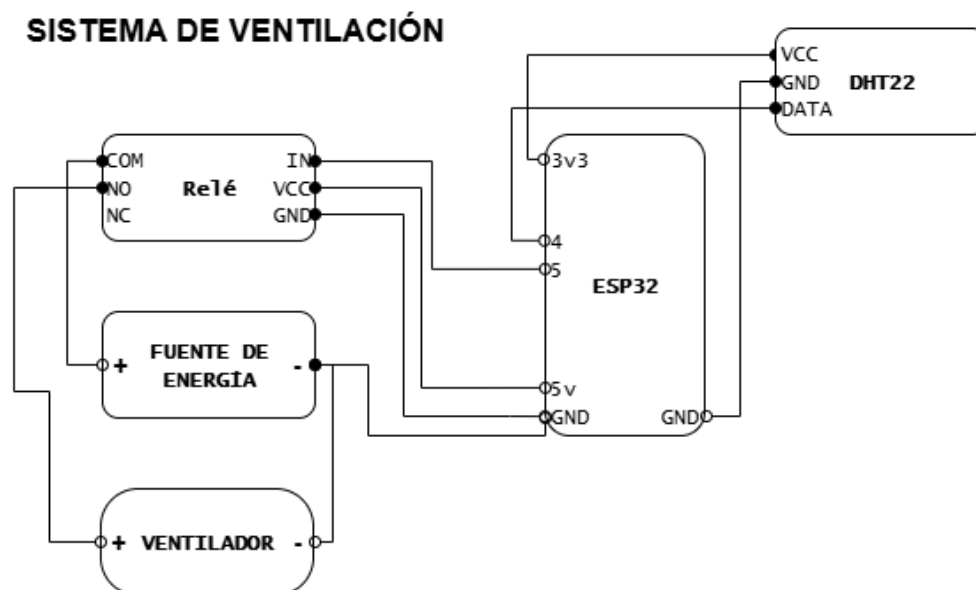 SISTEMA DE VENTILACIÓN
VCC
GND
DATA
DHT22
COM
NO
NC
Relé
IN
VCC
GND
3v3
4
5
5v
GND
ESP32
GND
+
FUENTE DE
ENERGÍA
-
+ VENTILADOR -